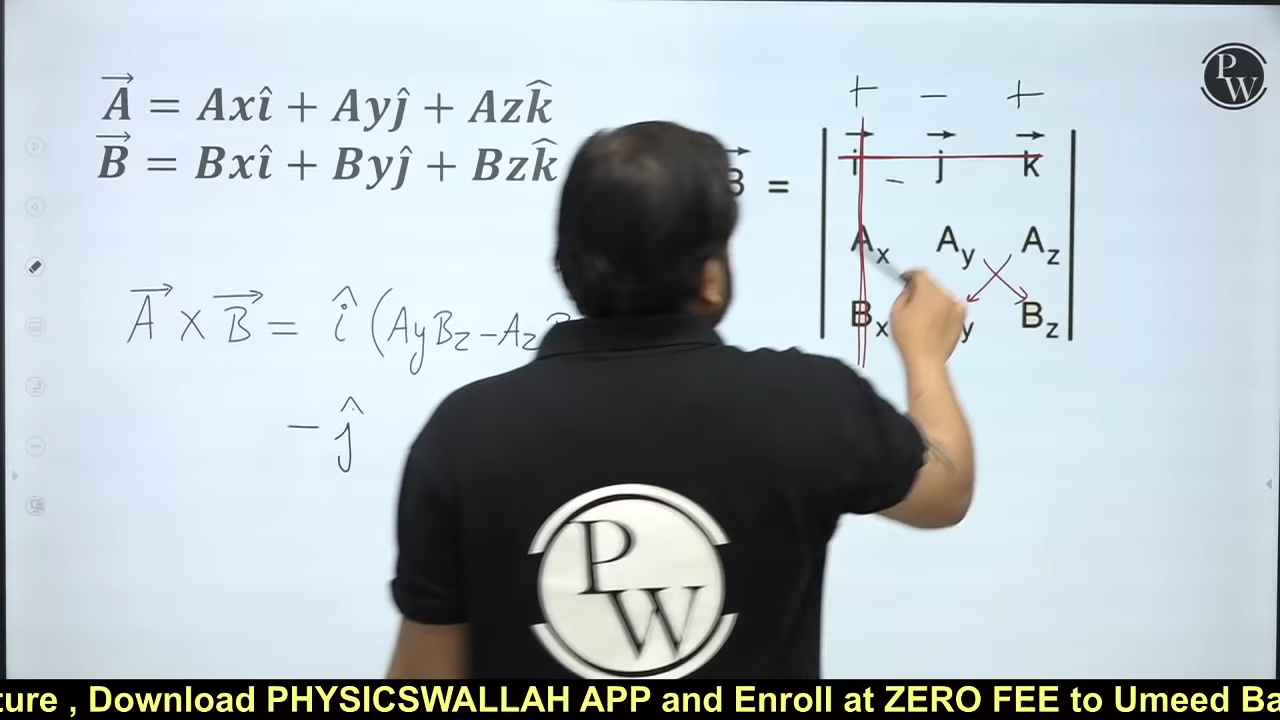 PW
+ − +
A⃗ = Axî + Ayĵ + Azk̂
B⃗ = Bxî + Byĵ + Bzk̂
B⃗ =
i⃗ j⃗ k⃗
−
Ax Ay Az
Bx y Bz
A⃗ × B⃗ = î (AyBz − Az
− ĵ
PW
ture , Download PHYSICSWALLAH APP and Enroll at ZERO FEE to Umeed Ba